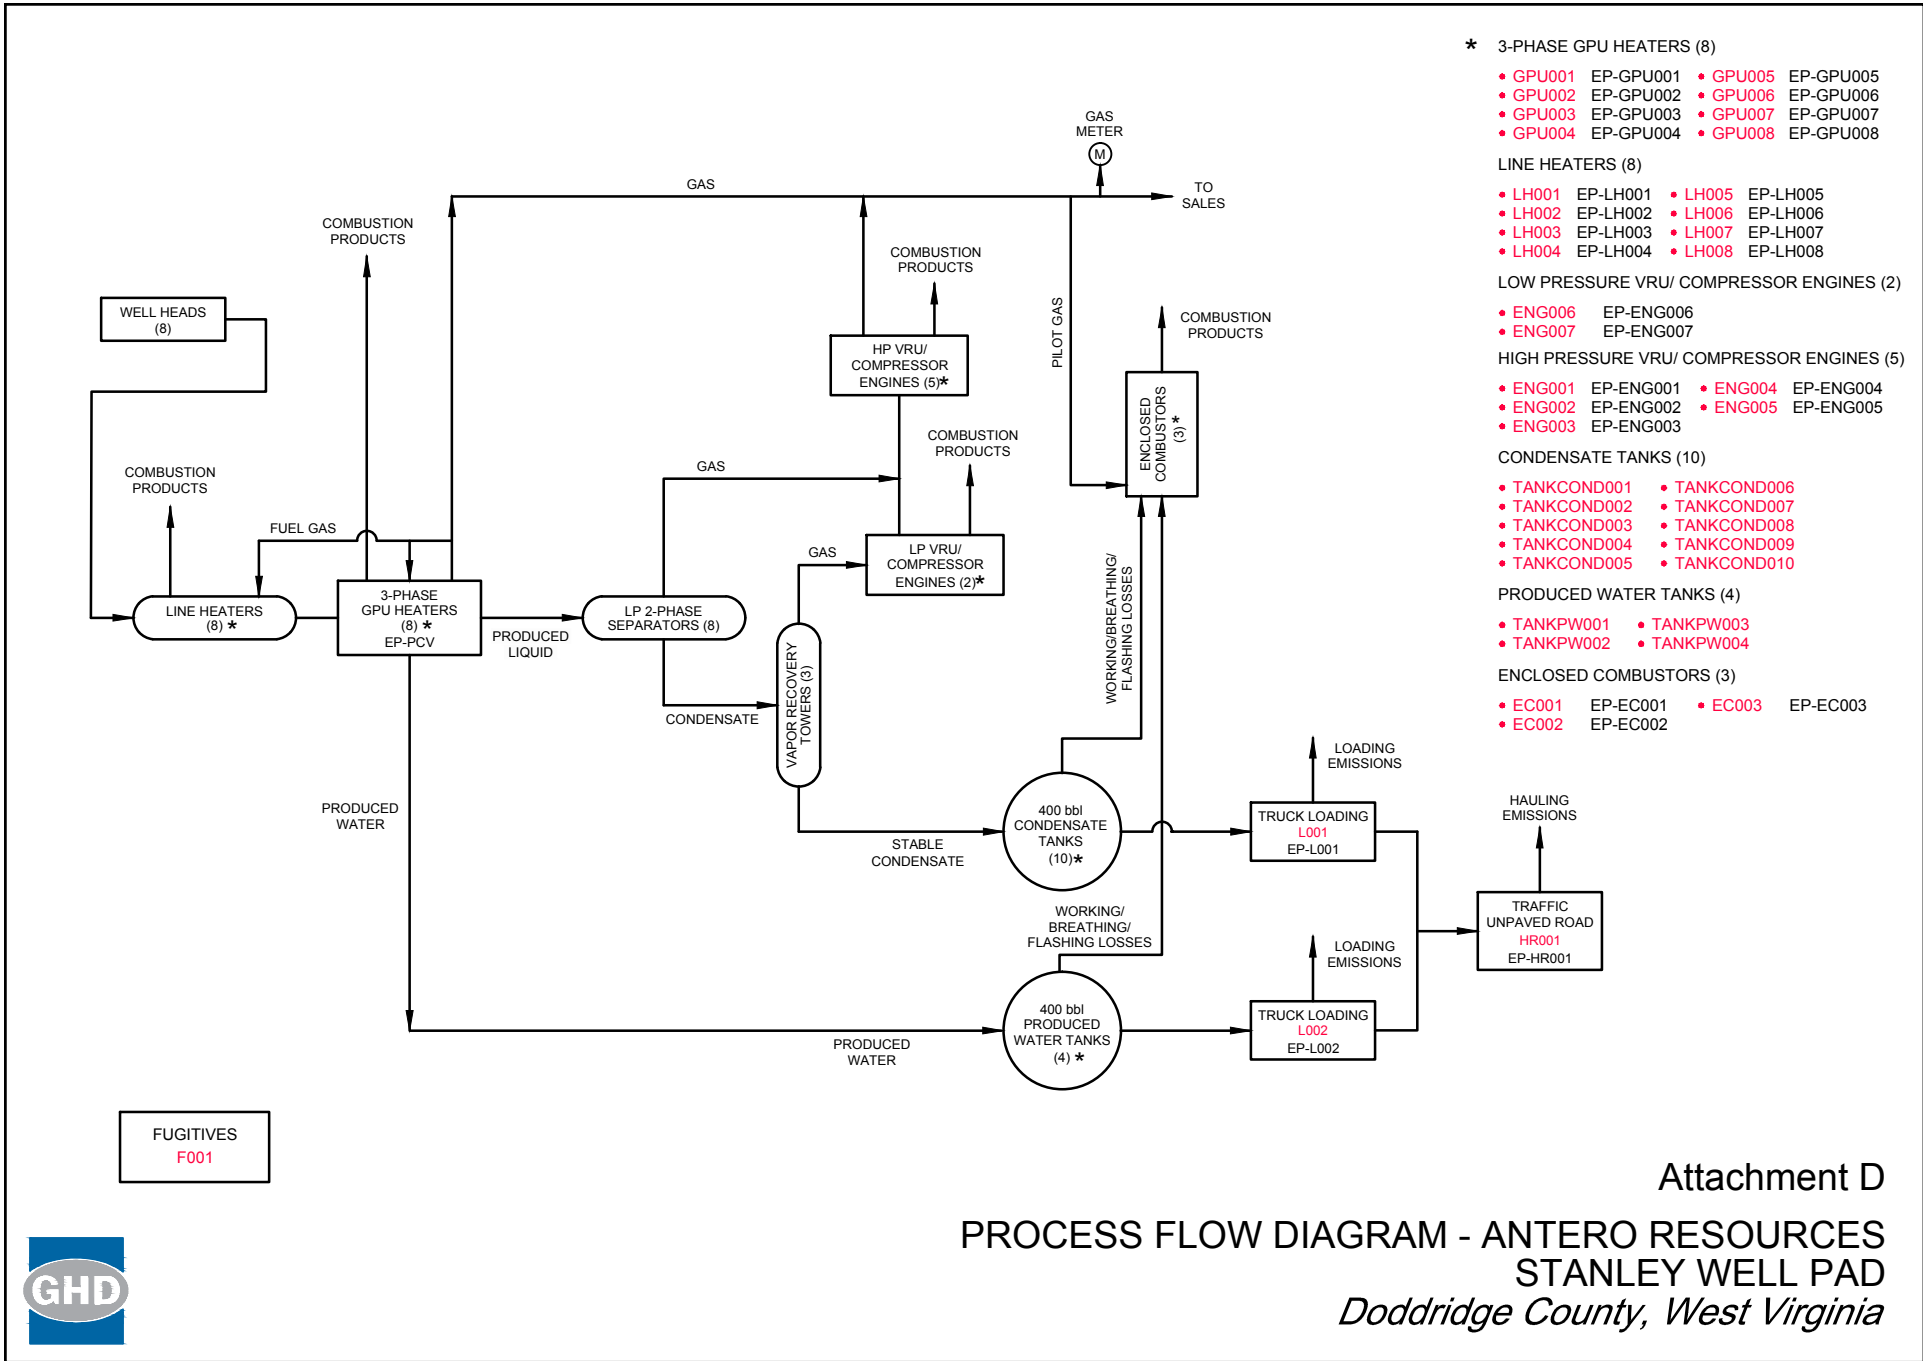 * 3-PHASE GPU HEATERS (8)
• GPU001 EP-GPU001 • GPU005 EP-GPU005
• GPU002 EP-GPU002 • GPU006 EP-GPU006
• GPU003 EP-GPU003 • GPU007 EP-GPU007
• GPU004 EP-GPU004 • GPU008 EP-GPU008
LINE HEATERS (8)
• LH001 EP-LH001 • LH005 EP-LH005
• LH002 EP-LH002 • LH006 EP-LH006
• LH003 EP-LH003 • LH007 EP-LH007
• LH004 EP-LH004 • LH008 EP-LH008
LOW PRESSURE VRU/ COMPRESSOR ENGINES (2)
• ENG006 EP-ENG006
• ENG007 EP-ENG007
HIGH PRESSURE VRU/ COMPRESSOR ENGINES (5)
• ENG001 EP-ENG001 • ENG004 EP-ENG004
• ENG002 EP-ENG002 • ENG005 EP-ENG005
• ENG003 EP-ENG003
CONDENSATE TANKS (10)
• TANKCOND001 • TANKCOND006
• TANKCOND002 • TANKCOND007
• TANKCOND003 • TANKCOND008
• TANKCOND004 • TANKCOND009
• TANKCOND005 • TANKCOND010
PRODUCED WATER TANKS (4)
• TANKPW001 • TANKPW003
• TANKPW002 • TANKPW004
ENCLOSED COMBUSTORS (3)
• EC001 EP-EC001 • EC003 EP-EC003
• EC002 EP-EC002
GAS
METER
M
GAS
TO
SALES
COMBUSTION
PRODUCTS
COMBUSTION
PRODUCTS
WELL HEADS
(8)
PILOT GAS
COMBUSTION
PRODUCTS
HP VRU/
COMPRESSOR
ENGINES (5)*
ENCLOSED
COMBUSTORS
(3) *
COMBUSTION
PRODUCTS
COMBUSTION
PRODUCTS
GAS
FUEL GAS
GAS
LP VRU/
COMPRESSOR
ENGINES (2)*
WORKING/BREATHING/
FLASHING LOSSES
LINE HEATERS
(8) *
3-PHASE
GPU HEATERS
(8) *
EP-PCV
PRODUCED
LIQUID
LP 2-PHASE
SEPARATORS (8)
CONDENSATE
VAPOR RECOVERY
TOWERS (3)
LOADING
EMISSIONS
PRODUCED
WATER
STABLE
CONDENSATE
400 bbl
CONDENSATE
TANKS
(10)*
TRUCK LOADING
L001
EP-L001
HAULING
EMISSIONS
WORKING/
BREATHING/
FLASHING LOSSES
LOADING
EMISSIONS
TRAFFIC
UNPAVED ROAD
HR001
EP-HR001
PRODUCED
WATER
400 bbl
PRODUCED
WATER TANKS
(4) *
TRUCK LOADING
L002
EP-L002
FUGITIVES
F001
Attachment D
PROCESS FLOW DIAGRAM - ANTERO RESOURCES
STANLEY WELL PAD
Doddridge County, West Virginia
GHD